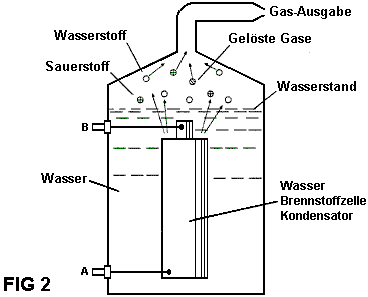 Gas-Ausgabe
Wasserstoff
Gelöste Gase
Sauerstoff
Wasserstand
B
Wasser
Wasser
Brennstoffzelle
Kondensator
A
FIG 2